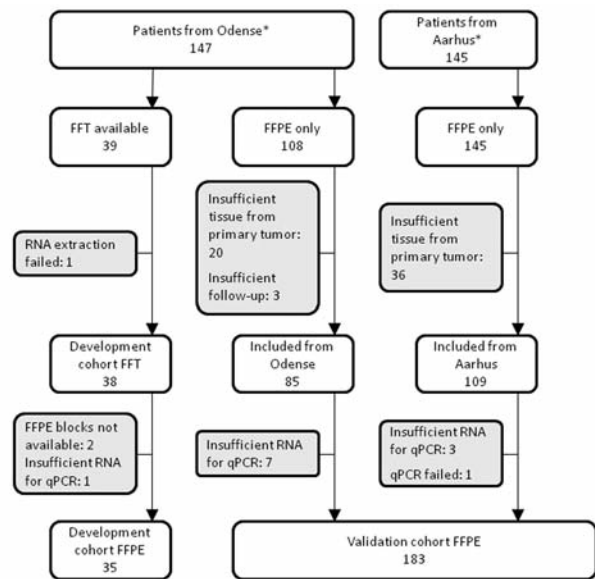 Patients from Odense*
147
Patients from
Aarhus*
145
FFT available
39
FFPE only
108
FFPE only
145
RNA extraction
failed: 1
Insufficient
tissue from
primary tumor:
20
Insufficient
follow-up: 3
Insufficient
tissue from
primary tumor:
36
Development
cohort FFT
38
Included from
Odense
85
Included from
Aarhus
109
FFPE blocks not
available: 2
Insufficient RNA
for qPCR: 1
Insufficient RNA
for qPCR: 7
Insufficient RNA
for qPCR: 3
qPCR failed: 1
Development
cohort FFPE
35
Validation cohort FFPE
183